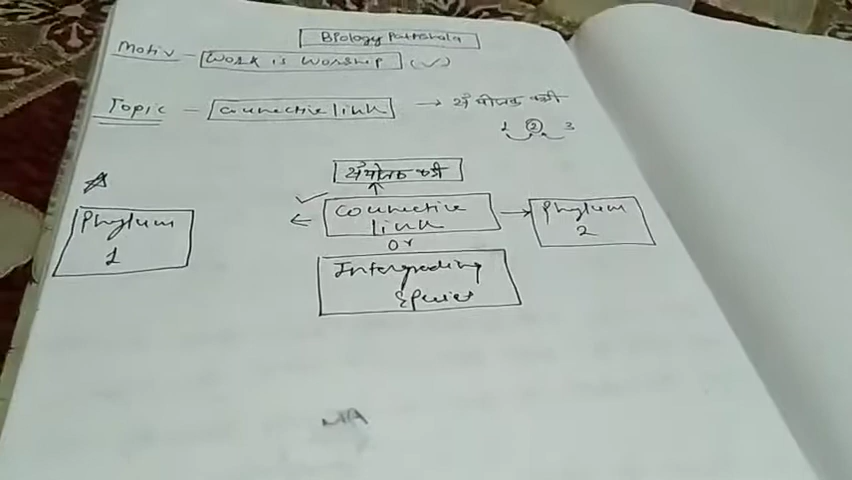 Biology Pathshala
Motiv - Work is Worship (✓)
Topic - Connective link → संयोजक कड़ी
1 2 3
संयोजक कड़ी
Phylum 1
Connective link
or
Intergrading Species
Phylum 2